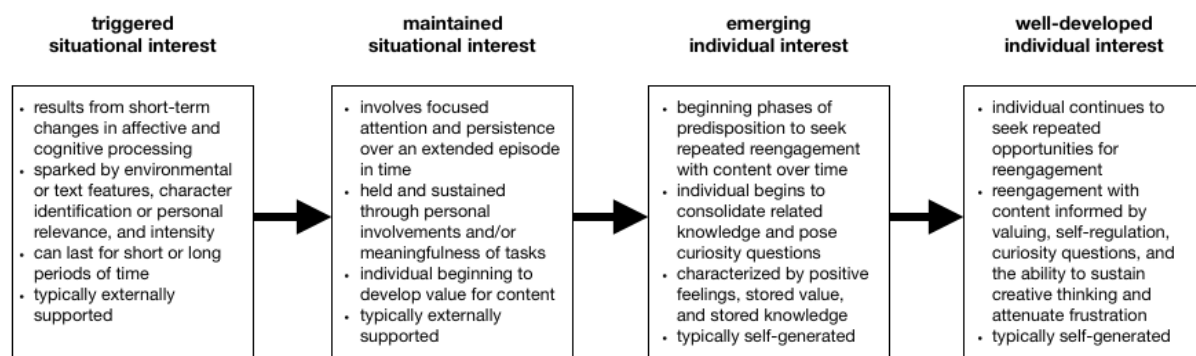 triggered
situational interest
• results from short-term
changes in affective and
cognitive processing
• sparked by environmental
or text features, character
identification or personal
relevance, and intensity
• can last for short or long
periods of time
• typically externally
supported
maintained
situational interest
• involves focused
attention and persistence
over an extended episode
in time
• held and sustained
through personal
involvements and/or
meaningfulness of tasks
• individual beginning to
develop value for content
• typically externally
supported
emerging
individual interest
• beginning phases of
predisposition to seek
repeated reengagement
with content over time
• individual begins to
consolidate related
knowledge and pose
curiosity questions
• characterized by positive
feelings, stored value,
and stored knowledge
• typically self-generated
well-developed
individual interest
• individual continues to
seek repeated
opportunities for
reengagement
• reengagement with
content informed by
valuing, self-regulation,
curiosity questions, and
the ability to sustain
creative thinking and
attenuate frustration
• typically self-generated